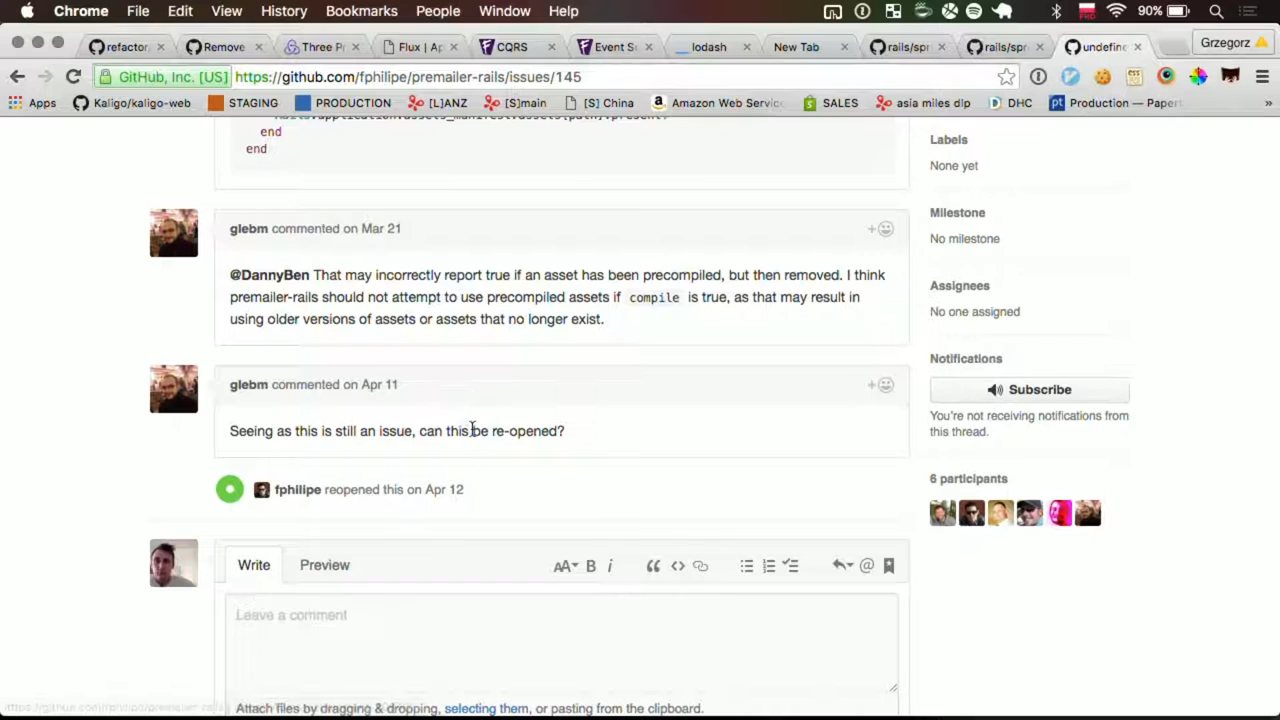 Chrome File Edit View History Bookmarks People Window Help 90%
refactor Remove Three Pr Flux | Ap CQRS Event S lodash New Tab rails/spr rails/spr undefine Grzegorz
GitHub, Inc. [US] https://github.com/fphilipe/premailer-rails/issues/145
Apps Kaligo/kaligo-web STAGING PRODUCTION [L]ANZ [S]main [S] China Amazon Web Servic SALES asia miles dlp DHC Production — Paper »
end
end
Labels
None yet
Milestone
No milestone
Assignees
No one assigned
Notifications
Subscribe
You're not receiving notifications from
this thread.
6 participants
glebm commented on Mar 21
@DannyBen That may incorrectly report true if an asset has been precompiled, but then removed. I think
premailer-rails should not attempt to use precompiled assets if compile is true, as that may result in
using older versions of assets or assets that no longer exist.
glebm commented on Apr 11
Seeing as this is still an issue, can this be re-opened?
fphilipe reopened this on Apr 12
Write Preview AA B i
Leave a comment
Attach files by dragging & dropping, selecting them, or pasting from the clipboard.